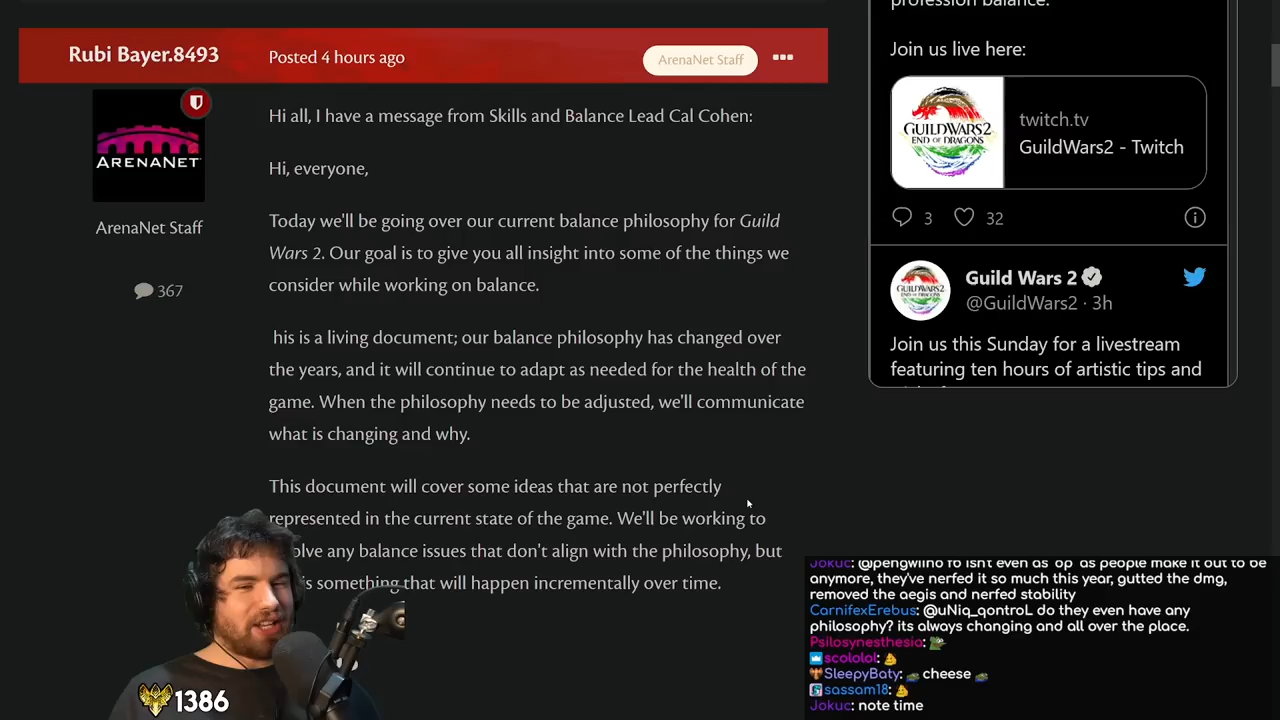 profession balance.
Rubi Bayer.8493
Posted 4 hours ago
ArenaNet Staff
ARENANET
ArenaNet Staff
367
Hi all, I have a message from Skills and Balance Lead Cal Cohen:
Hi, everyone,
Today we'll be going over our current balance philosophy for Guild
Wars 2. Our goal is to give you all insight into some of the things we
consider while working on balance.
his is a living document; our balance philosophy has changed over
the years, and it will continue to adapt as needed for the health of the
game. When the philosophy needs to be adjusted, we'll communicate
what is changing and why.
This document will cover some ideas that are not perfectly
represented in the current state of the game. We'll be working to
olve any balance issues that don't align with the philosophy, but
is something that will happen incrementally over time.
Join us live here:
GUILDWARS2
END OF DRAGONS
twitch.tv
GuildWars2 - Twitch
3
32
GUILDWARS2
END OF DRAGONS
Guild Wars 2
@GuildWars2 · 3h
Join us this Sunday for a livestream
featuring ten hours of artistic tips and
Jokuc: @pengwiino fb isn't even as 'op' as people make it out to be
anymore, they've nerfed it so much this year, gutted the dmg,
removed the aegis and nerfed stability
CarnifexErebus: @uNiq_qontroL do they even have any
philosophy? its always changing and all over the place.
Psilosynesthesia:
scololol:
SleepyBaty: cheese
sassam18:
Jokuc: note time
1386